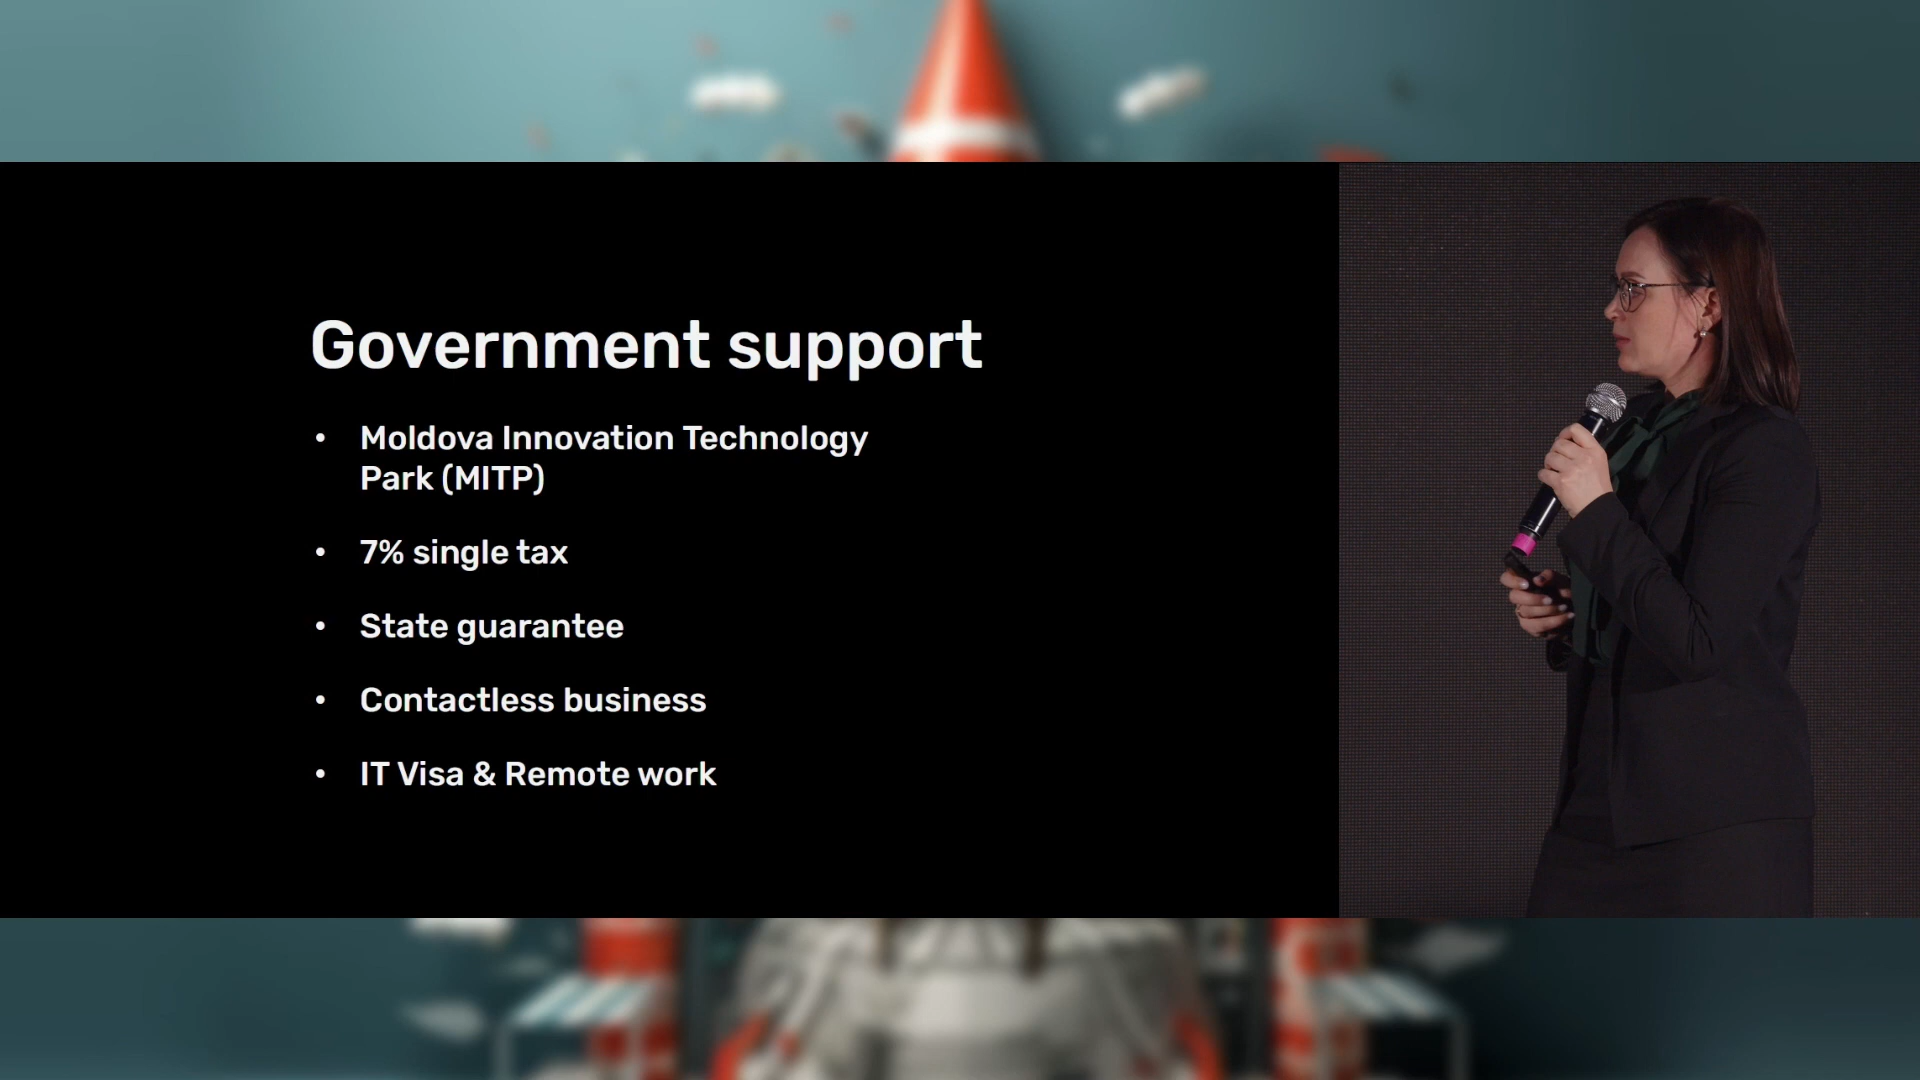 Government support
• Moldova Innovation Technology
Park (MITP)
• 7% single tax
• State guarantee
• Contactless business
• IT Visa & Remote work